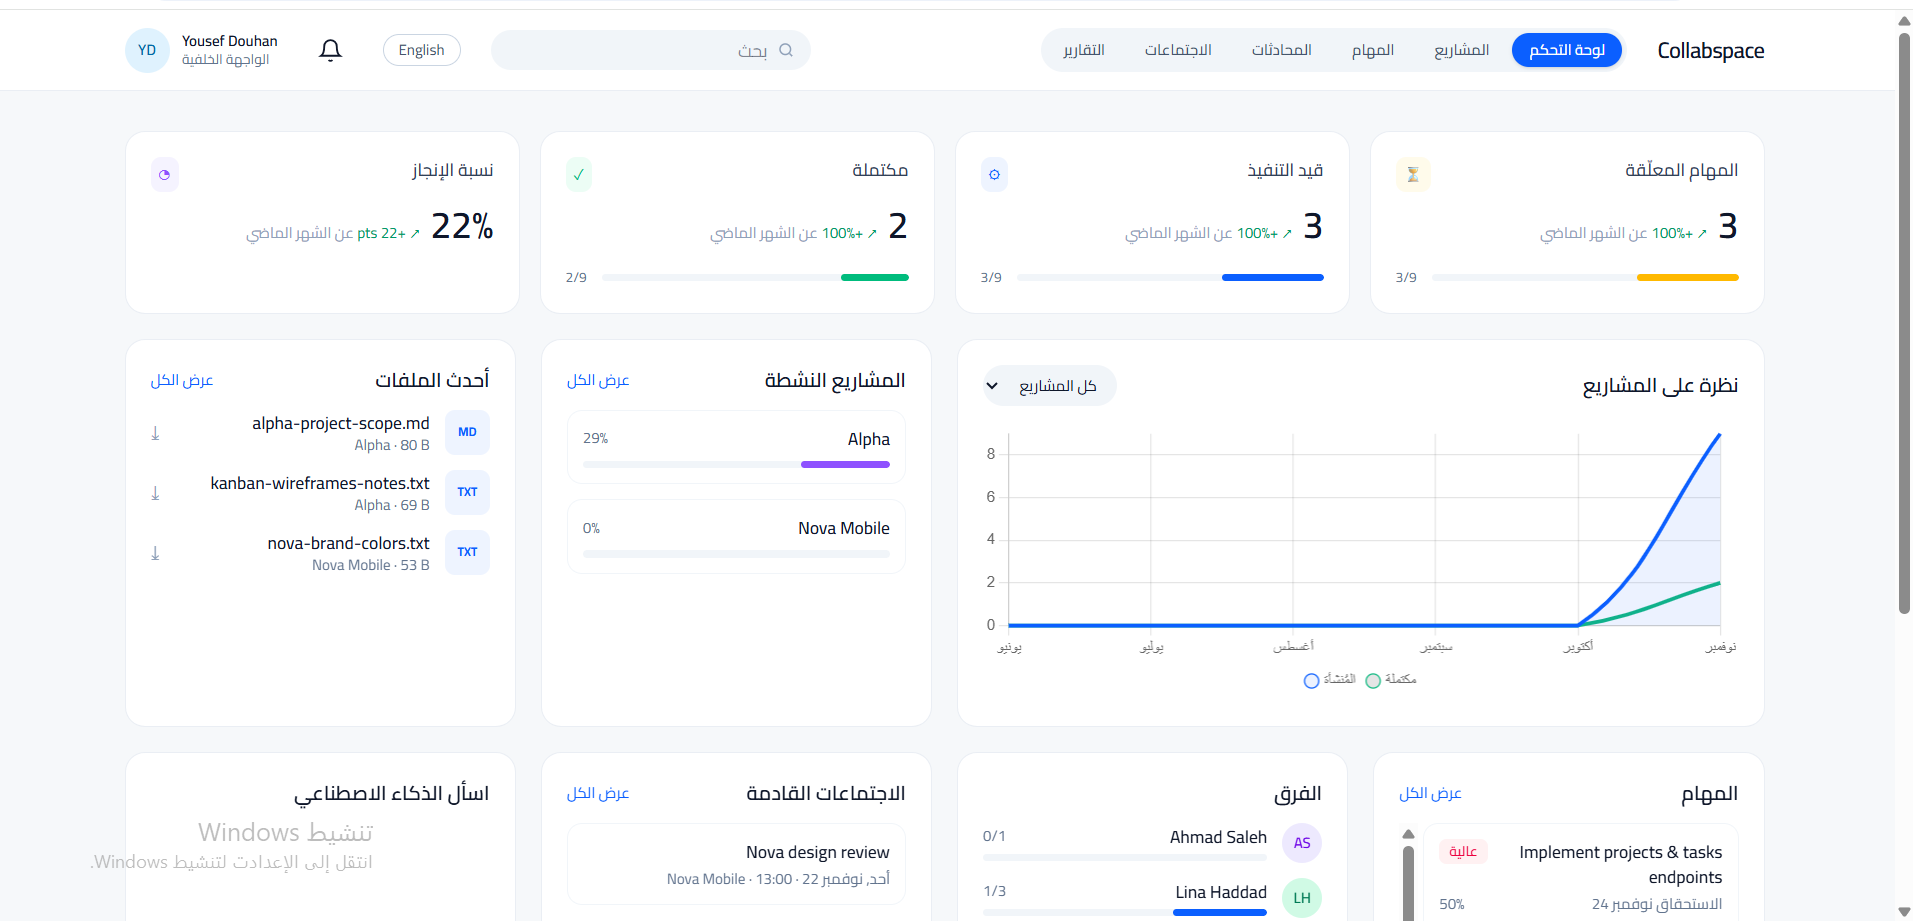 Collabspace
لوحة التحكم
المشاريع
المهام
المحادثات
الاجتماعات
التقارير
بحث
English
Yousef Douhan
الواجهة الخلفية
YD
المهام المعلّقة
3
↗ +100% عن الشهر الماضي
3/9
قيد التنفيذ
3
↗ +100% عن الشهر الماضي
3/9
مكتملة
2
↗ +100% عن الشهر الماضي
2/9
نسبة الإنجاز
22%
↗ +22 pts عن الشهر الماضي
نظرة على المشاريع
كل المشاريع
8
6
4
2
0
يونيو
يوليو
أغسطس
سبتمبر
أكتوبر
نوفمبر
مكتملة
المُنشأة
المشاريع النشطة
عرض الكل
Alpha
29%
Nova Mobile
0%
أحدث الملفات
عرض الكل
MD
alpha-project-scope.md
Alpha · 80 B
TXT
kanban-wireframes-notes.txt
Alpha · 69 B
TXT
nova-brand-colors.txt
Nova Mobile · 53 B
المهام
عرض الكل
Implement projects & tasks
endpoints
عالية
الاستحقاق نوفمبر 24
50%
الفرق
AS
Ahmad Saleh
0/1
LH
Lina Haddad
1/3
الاجتماعات القادمة
عرض الكل
Nova design review
أحد, نوفمبر 22 · 13:00 · Nova Mobile
اسأل الذكاء الاصطناعي
تنشيط Windows
انتقل إلى الإعدادت لتنشيط Windows.